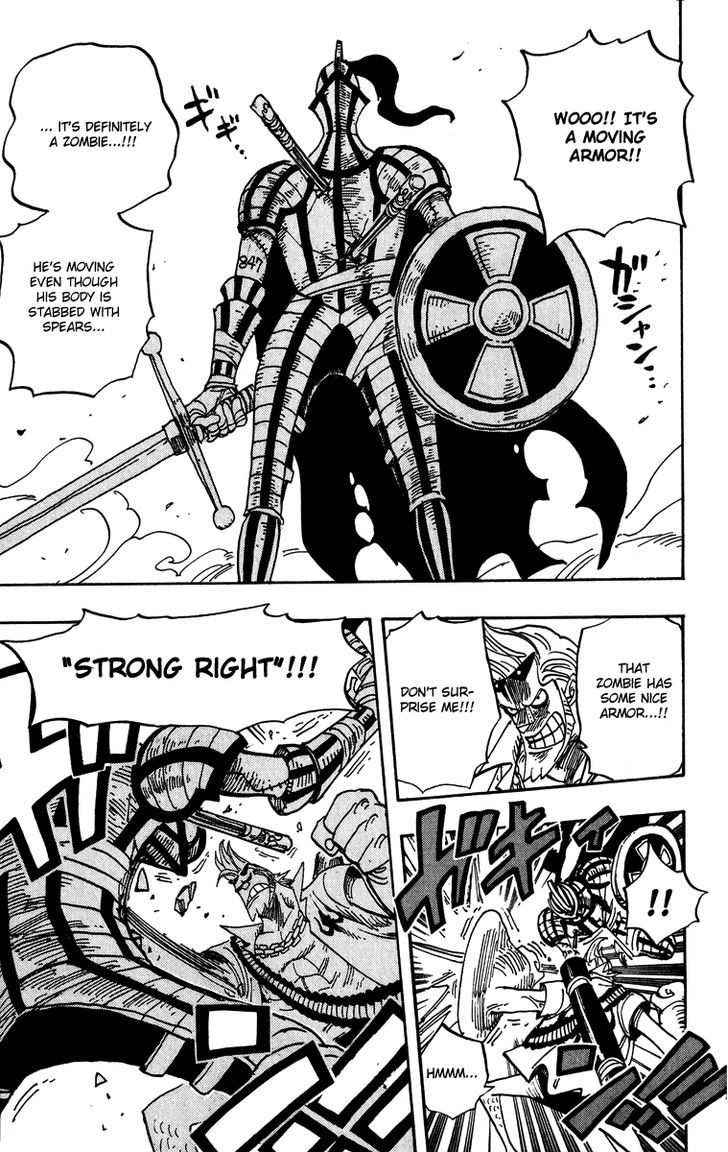 WOOO!! IT'S
A MOVING
ARMOR!!
... IT'S DEFINITELY
A ZOMBIE...!!!
HE'S MOVING
EVEN THOUGH
HIS BODY IS
STABBED WITH
SPEARS...
ギギ...
ガシャン...
847
THAT
ZOMBIE HAS
SOME NICE
ARMOR...!!
DON'T SUR-
PRISE ME!!!
!!
HMMM...
"STRONG RIGHT"!!!